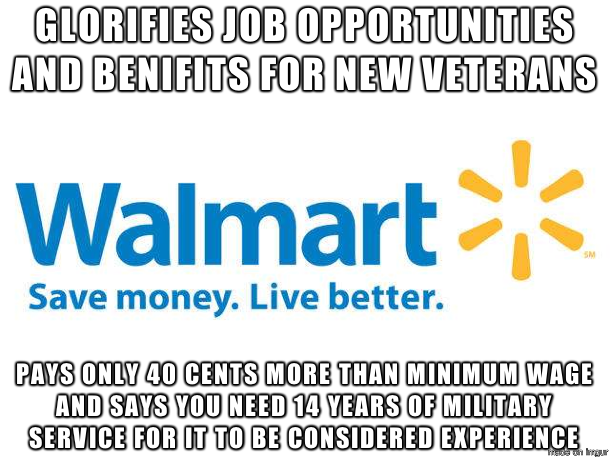 GLORIFIES JOB OPPORTUNITIES
AND BENIFITS FOR NEW VETERANS
Walmart
SM
Save money. Live better.
PAYS ONLY 40 CENTS MORE THAN MINIMUM WAGE
AND SAYS YOU NEED 14 YEARS OF MILITARY
SERVICE FOR IT TO BE CONSIDERED EXPERIENCE
made on imgur